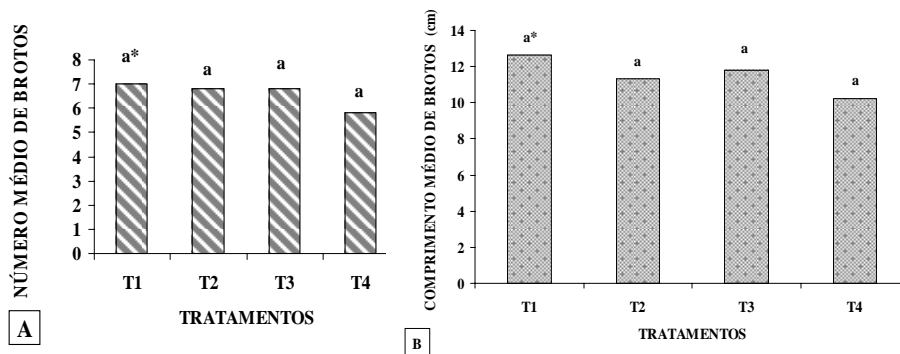 NÚMERO MÉDIO DE BROTOS
8
7
6
5
4
3
2
1
0
a*
a
a
a
T1
T2
T3
T4
TRATAMENTOS
A
COMPRIMENTO MÉDIO DE BROTOS (cm)
14
12
10
8
6
4
2
0
a*
a
a
a
T1
T2
T3
T4
TRATAMENTOS
B